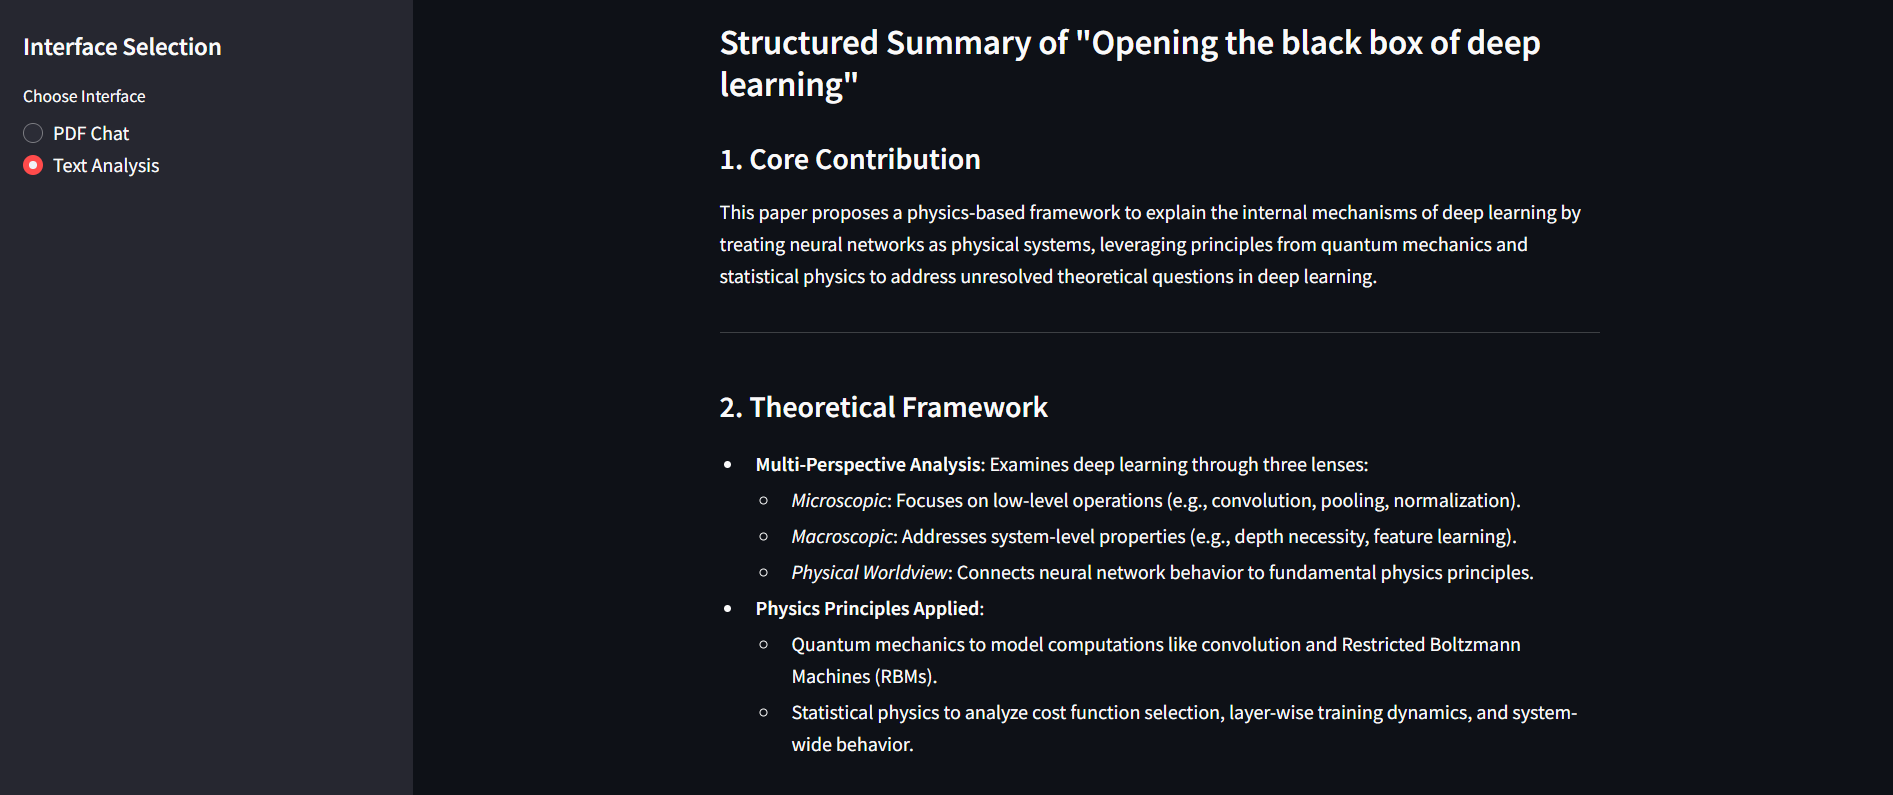 Interface Selection
Choose Interface
PDF Chat
Text Analysis
Structured Summary of "Opening the black box of deep
learning"
1. Core Contribution
This paper proposes a physics-based framework to explain the internal mechanisms of deep learning by
treating neural networks as physical systems, leveraging principles from quantum mechanics and
statistical physics to address unresolved theoretical questions in deep learning.
2. Theoretical Framework
• Multi-Perspective Analysis: Examines deep learning through three lenses:
○ Microscopic: Focuses on low-level operations (e.g., convolution, pooling, normalization).
○ Macroscopic: Addresses system-level properties (e.g., depth necessity, feature learning).
○ Physical Worldview: Connects neural network behavior to fundamental physics principles.
• Physics Principles Applied:
○ Quantum mechanics to model computations like convolution and Restricted Boltzmann
Machines (RBMs).
○ Statistical physics to analyze cost function selection, layer-wise training dynamics, and system-
wide behavior.